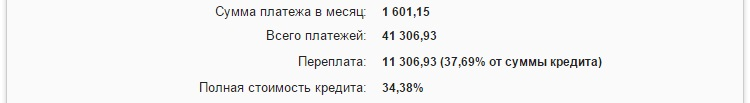 Сумма платежа в месяц: 1 601,15
Всего платежей: 41 306,93
Переплата: 11 306,93 (37,69% от суммы кредита)
Полная стоимость кредита: 34,38%